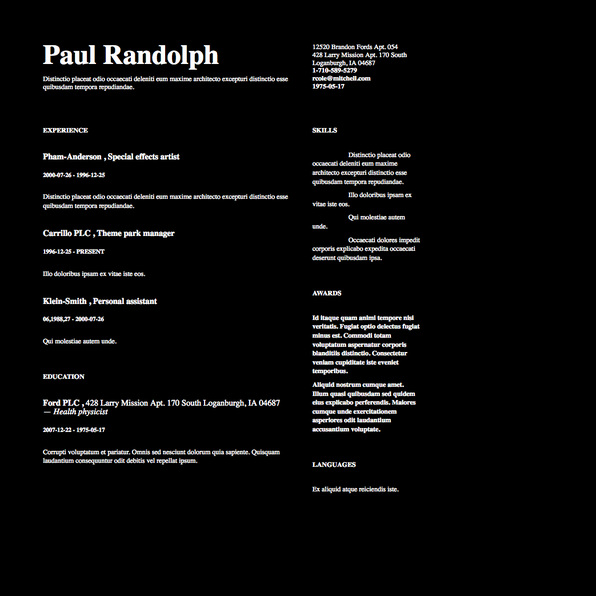 Paul Randolph
Distinctio placeat odio occaecati deleniti eum maxime architecto excepturi distinctio esse
quibusdam tempora repudiandae.
12520 Brandon Fords Apt. 054
428 Larry Mission Apt. 170 South
Loganburgh, IA 04687
1-710-589-5279
rcole@mitchell.com
1975-05-17
EXPERIENCE
Pham-Anderson , Special effects artist
2000-07-26 - 1996-12-25
Distinctio placeat odio occaecati deleniti eum maxime architecto excepturi distinctio esse
quibusdam tempora repudiandae.
Carrillo PLC , Theme park manager
1996-12-25 - PRESENT
Illo doloribus ipsam ex vitae iste eos.
Klein-Smith , Personal assistant
06,1988,27 - 2000-07-26
Qui molestiae autem unde.
EDUCATION
Ford PLC , 428 Larry Mission Apt. 170 South Loganburgh, IA 04687
— Health physicist
2007-12-22 - 1975-05-17
Corrupti voluptatum et pariatur. Omnis sed nesciunt dolorum quia sapiente. Quisquam
laudantium consequuntur odit debitis vel repellat ipsum.
SKILLS
Distinctio placeat odio
occaecati deleniti eum maxime
architecto excepturi distinctio esse
quibusdam tempora repudiandae.
Illo doloribus ipsam ex
vitae iste eos.
Qui molestiae autem
unde.
Occaecati dolores impedit
corporis explicabo expedita occaecati
deserunt quibusdam ipsa.
AWARDS
Id itaque quam animi tempore nisi
veritatis. Fugiat optio delectus fugiat
minus est. Commodi totam
voluptatum aspernatur corporis
blanditiis distinctio. Consectetur
veniam cupiditate iste eveniet
temporibus.
Aliquid nostrum cumque amet.
Illum quasi quibusdam sed quidem
eius explicabo perferendis. Maiores
cumque unde exercitationem
asperiores odit laudantium
accusantium voluptate.
LANGUAGES
Ex aliquid atque reiciendis iste.